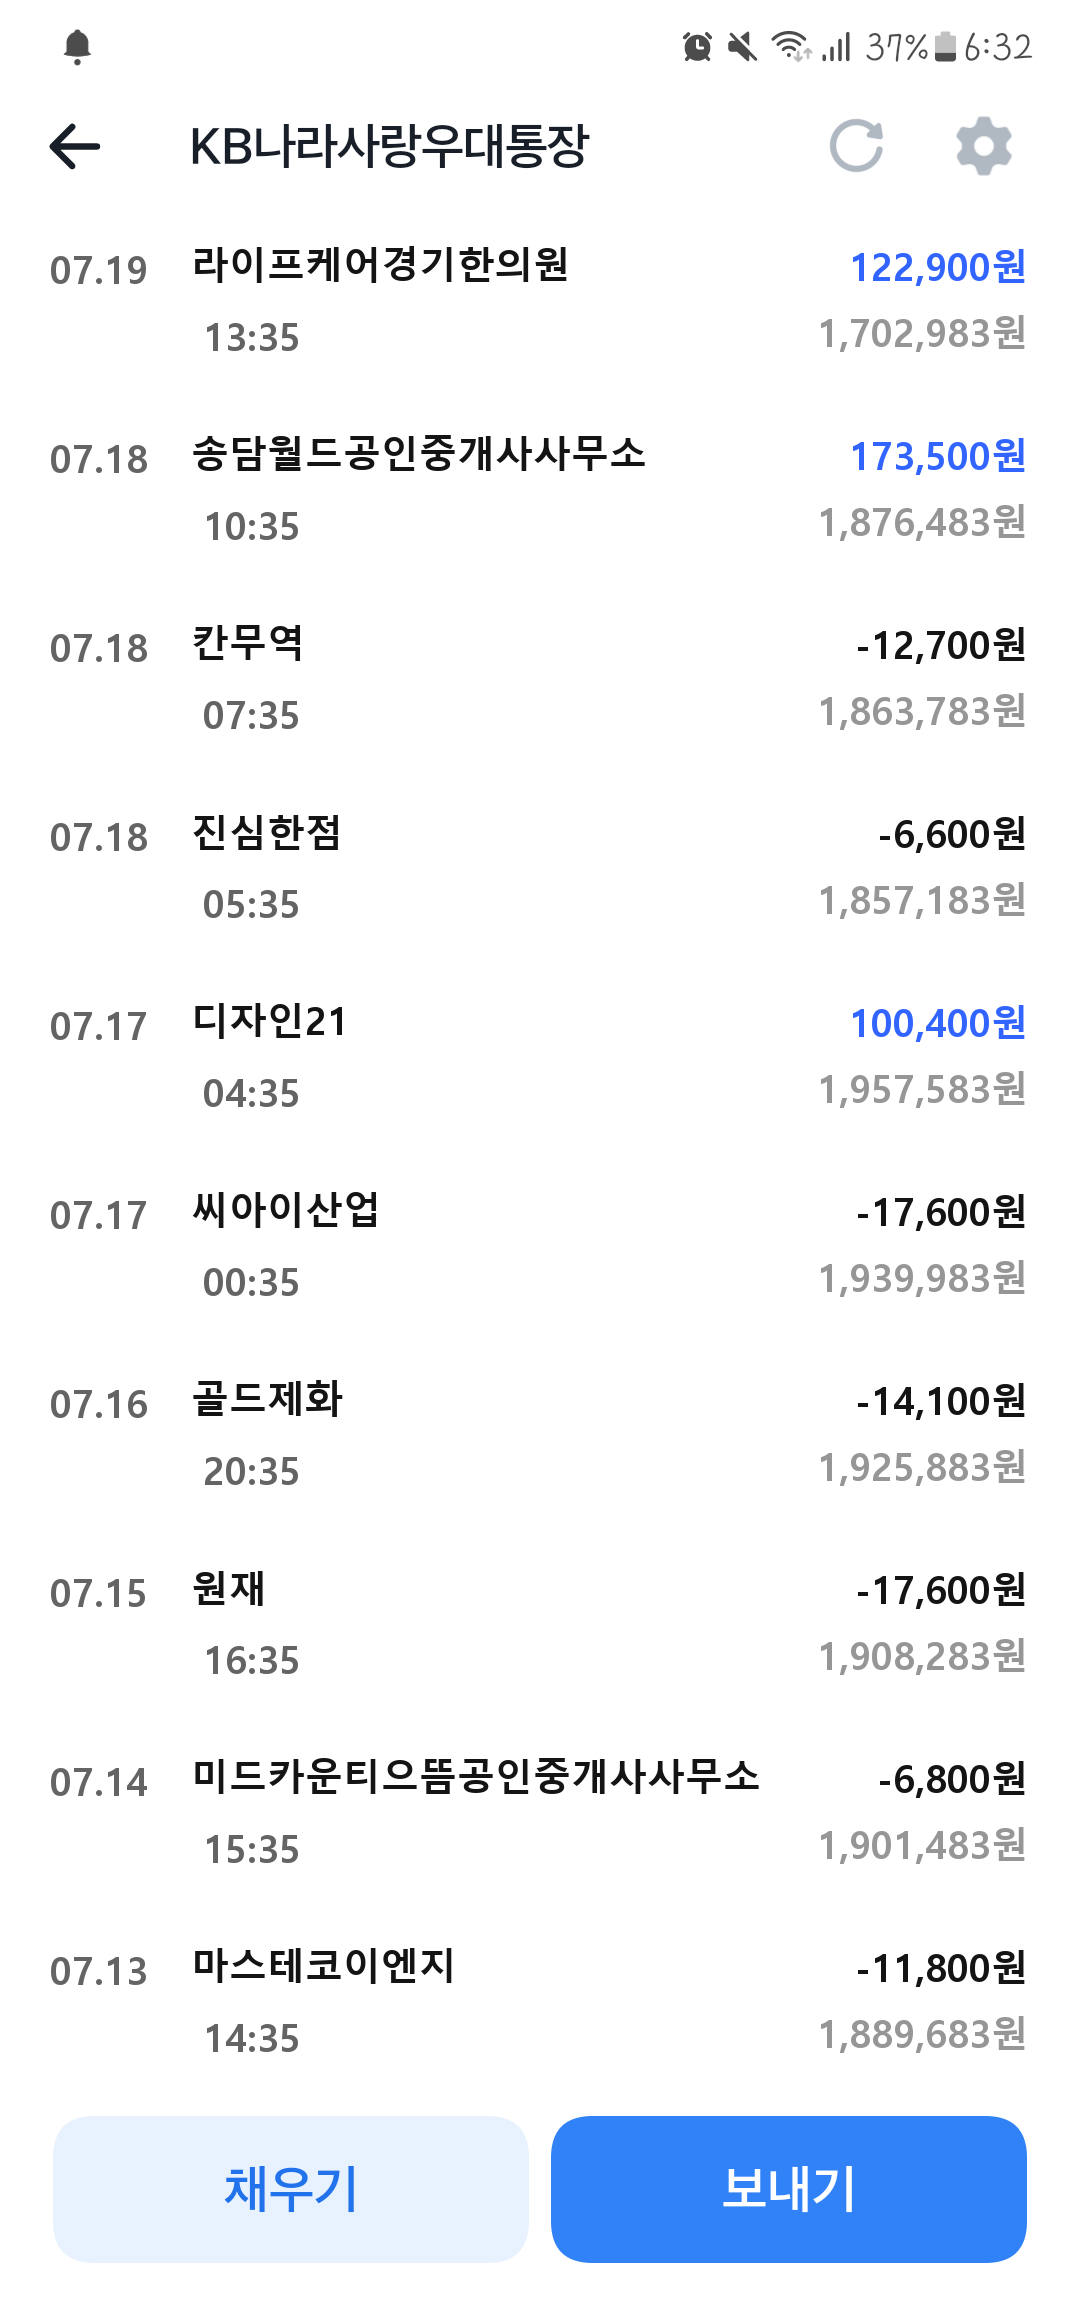 37% 6:32
KB나라사랑우대통장
07.19 라이프케어경기한의원 122,900원
13:35 1,702,983원
07.18 송담월드공인중개사사무소 173,500원
10:35 1,876,483원
07.18 칸무역 -12,700원
07:35 1,863,783원
07.18 진심한점 -6,600원
05:35 1,857,183원
07.17 디자인21 100,400원
04:35 1,957,583원
07.17 씨아이산업 -17,600원
00:35 1,939,983원
07.16 골드제화 -14,100원
20:35 1,925,883원
07.15 원재 -17,600원
16:35 1,908,283원
07.14 미드카운티으뜸공인중개사사무소 -6,800원
15:35 1,901,483원
07.13 마스테코이엔지 -11,800원
14:35 1,889,683원
채우기 보내기